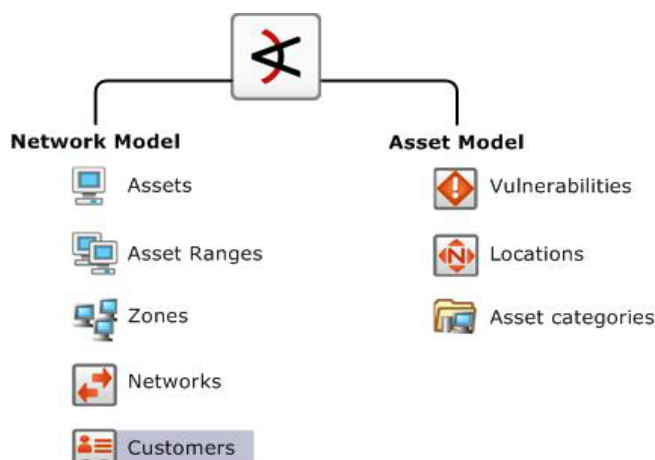 Network Model
Assets
Asset Ranges
Zones
Networks
Customers
Asset Model
Vulnerabilities
N
Locations
Asset categories